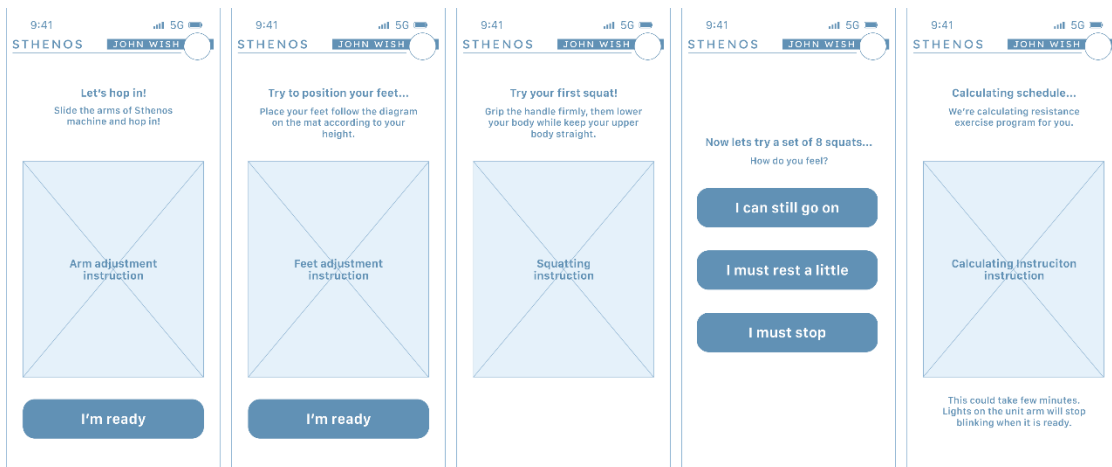 9:41
5G
STHENOS
JOHN WISH
Let's hop in!
Slide the arms of Sthenos
machine and hop in!
Arm adjustment
instruction
I'm ready
9:41
5G
STHENOS
JOHN WISH
Try to position your feet...
Place your feet follow the diagram
on the mat according to your
height.
Feet adjustment
instruction
I'm ready
9:41
5G
STHENOS
JOHN WISH
Try your first squat!
Grip the handle firmly, them lower
your body while keep your upper
body straight.
Squatting
instruction
9:41
5G
STHENOS
JOHN WISH
Now lets try a set of 8 squats...
How do you feel?
I can still go on
I must rest a little
I must stop
9:41
5G
STHENOS
JOHN WISH
Calculating schedule...
We're calculating resistance
exercise program for you.
Calculating Instruciton
instruction
This could take few minutes.
Lights on the unit arm will stop
blinking when it is ready.